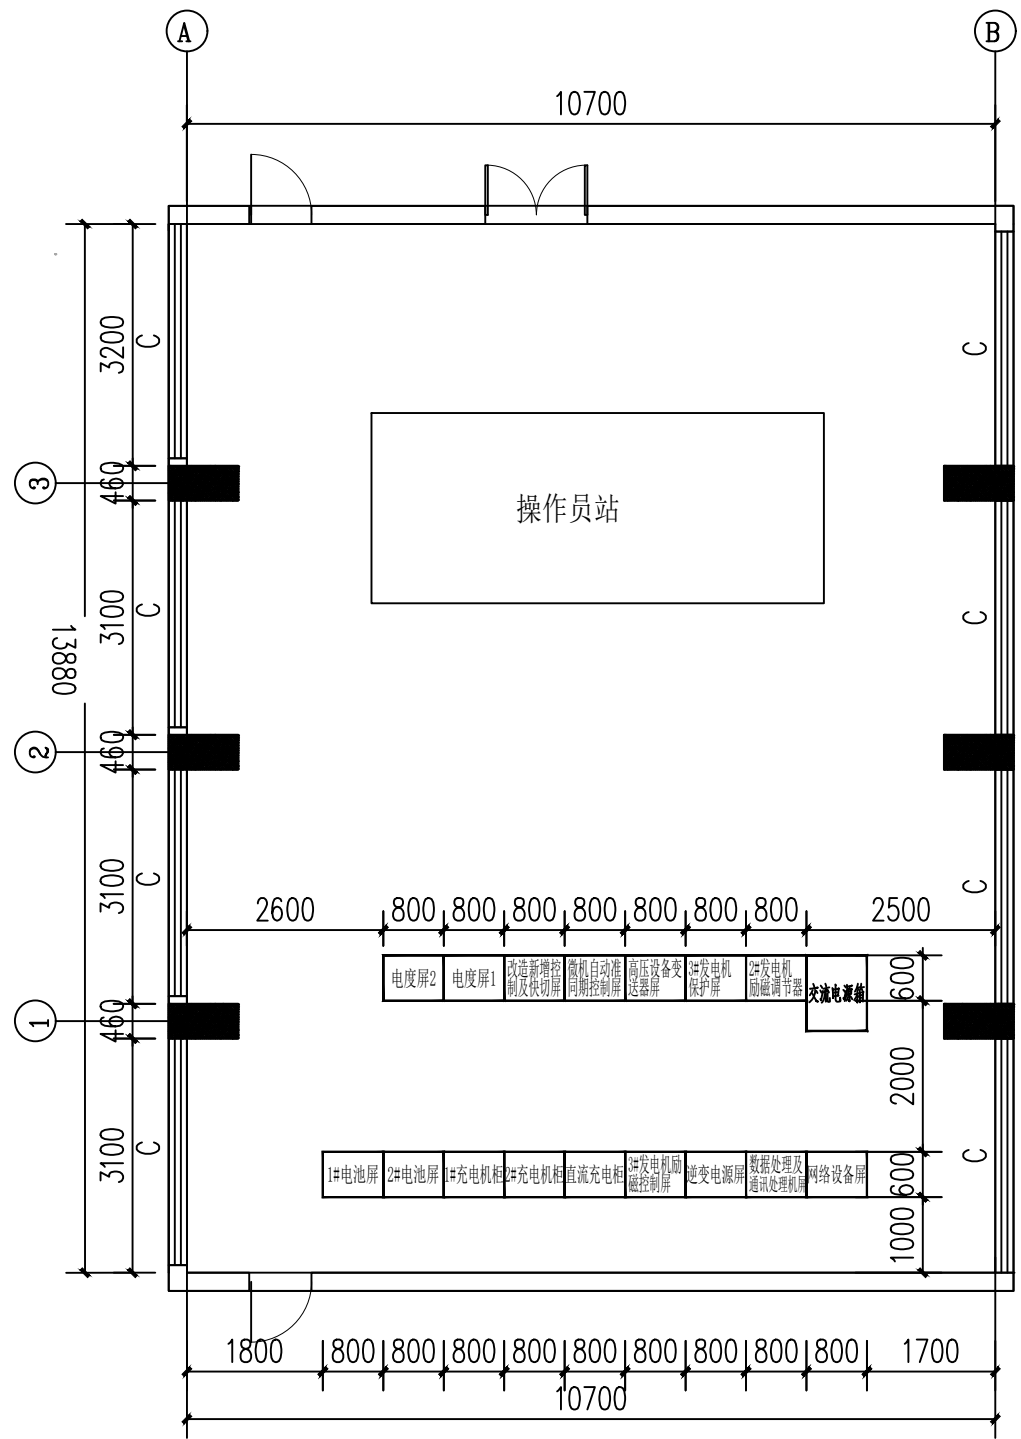 A
B
10700
3200
C
C
3
460
操作员站
3100
C
C
13880
2
460
3100
C
C
2600
800
800
800
800
800
800
800
2500
电度屏2
电度屏1
改造新增控
制及快切屏
微机自动准
同期控制屏
高压设备变
送器屏
3#发电机
保护屏
2#发电机
励磁调节器
交流电源箱
600
1
460
2000
3100
C
C
1#电池屏
2#电池屏
1#充电机柜
2#充电机柜
直流充电柜
3#发电机励
磁控制屏
逆变电源屏
数据处理及
通讯处理机屏
网络设备屏
600
1000
1800
800
800
800
800
800
800
800
800
800
1700
10700